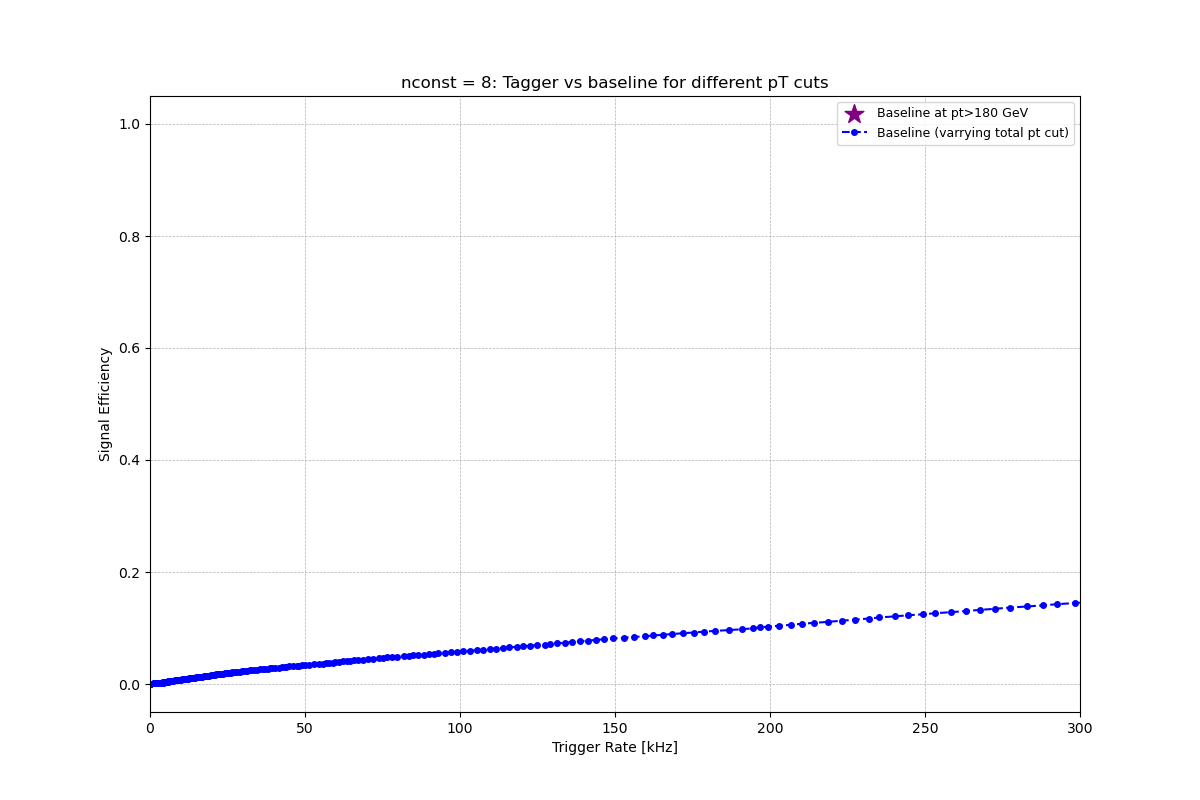 nconst = 8: Tagger vs baseline for different pT cuts
Baseline at pt>180 GeV
Baseline (varrying total pt cut)
1.0
0.8
0.6
0.4
0.2
0.0
Signal Efficiency
0 50 100 150 200 250 300
Trigger Rate [kHz]